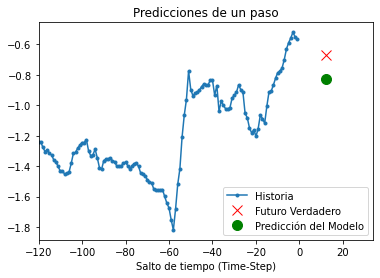 Predicciones de un paso
−0.6
−0.8
−1.0
−1.2
−1.4
−1.6
−1.8
Historia
Futuro Verdadero
Predicción del Modelo
−120 −100 −80 −60 −40 −20 0 20
Salto de tiempo (Time-Step)